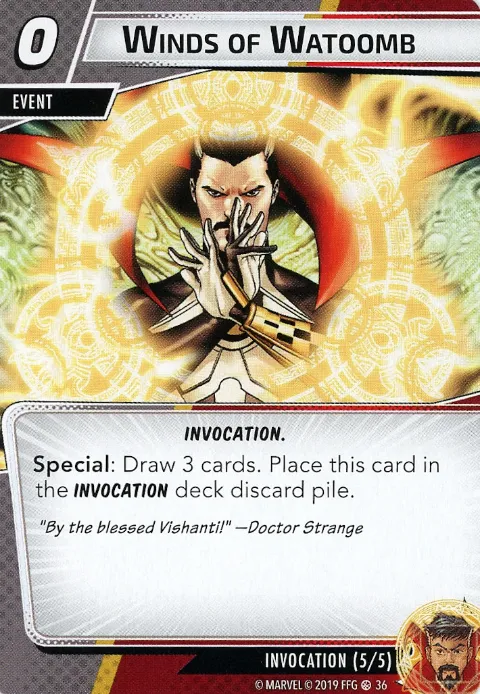 0
WINDS OF WATOOMB
EVENT
INVOCATION.
Special: Draw 3 cards. Place this card in
the INVOCATION deck discard pile.
"By the blessed Vishanti!" —Doctor Strange
INVOCATION (5/5)
© MARVEL © 2019 FFG 36